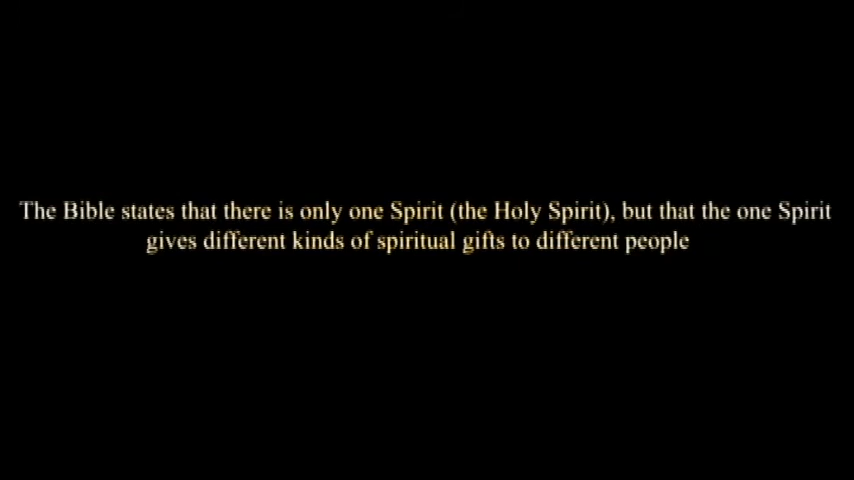 The Bible states that there is only one Spirit (the Holy Spirit), but that the one Spirit
gives different kinds of spiritual gifts to different people